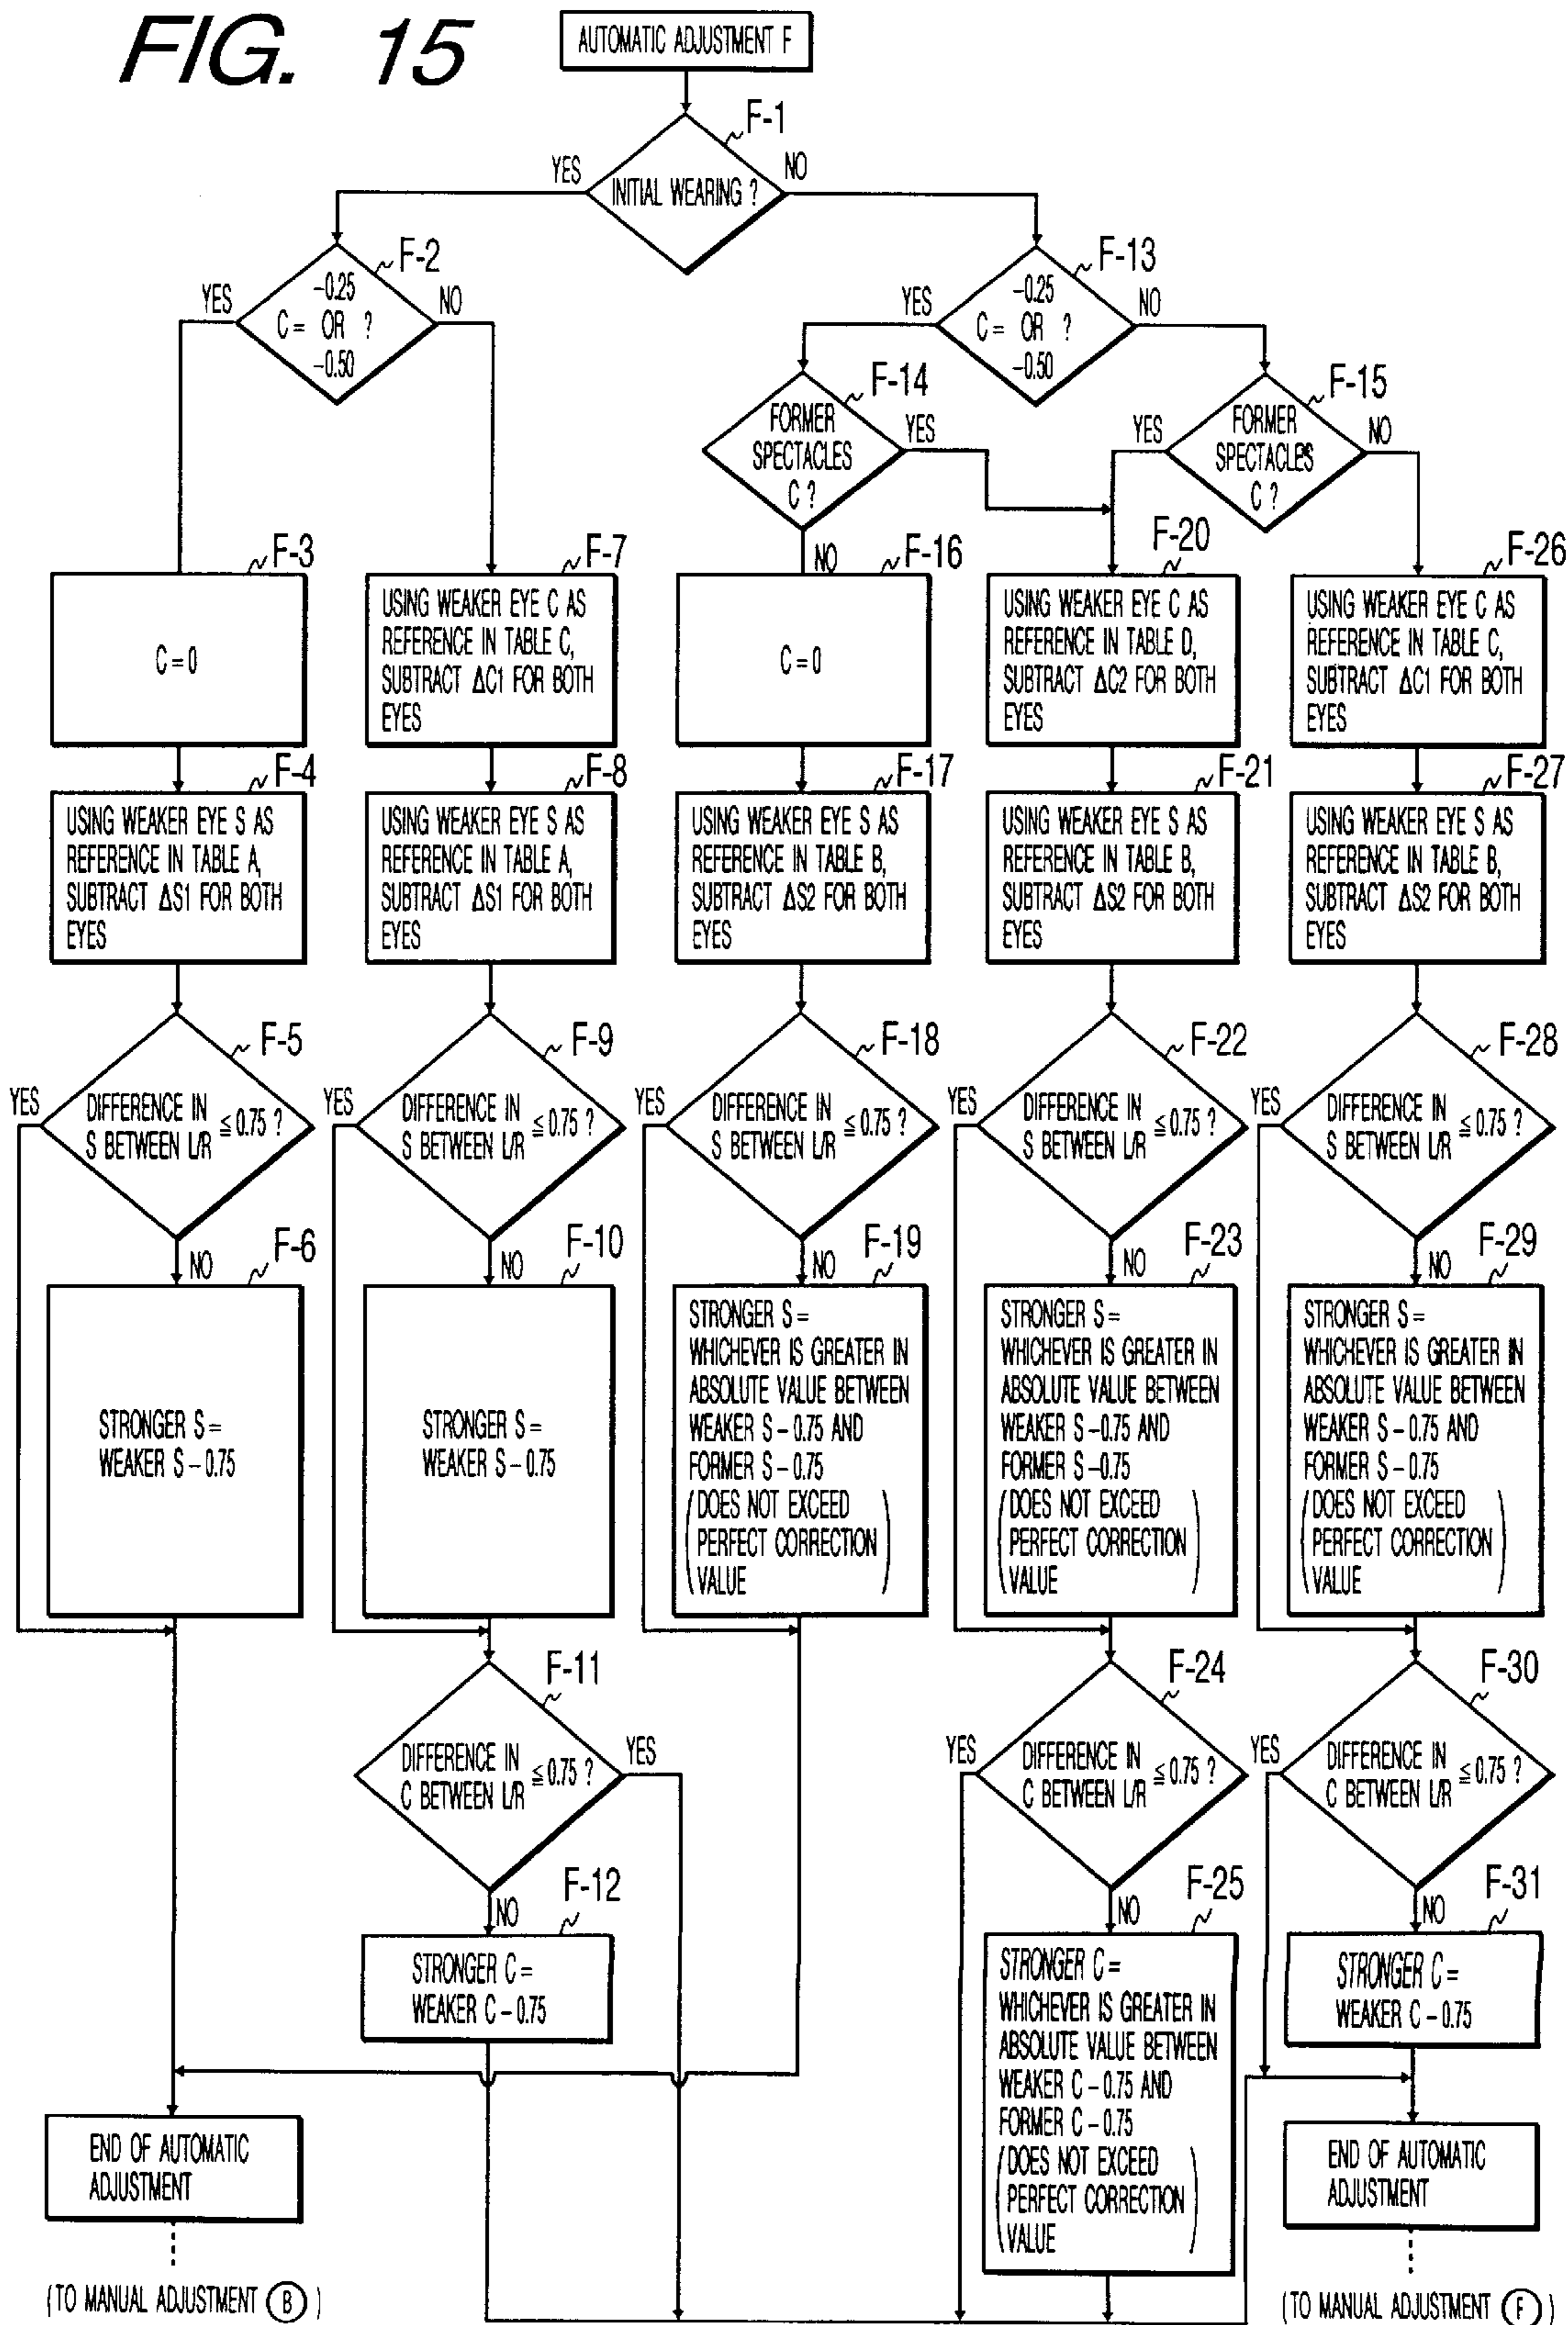 FIG. 15
AUTOMATIC ADJUSTMENT F
F-1
YES
NO
INITIAL WEARING ?
F-2
YES
NO
-0.25
C = OR ?
-0.50
F-13
YES
NO
-0.25
C = OR ?
-0.50
F-14
FORMER
SPECTACLES
C ?
YES
NO
F-15
YES
FORMER
SPECTACLES
C ?
NO
F-3
C = 0
F-7
USING WEAKER EYE C AS
REFERENCE IN TABLE C,
SUBTRACT ΔC1 FOR BOTH
EYES
F-16
C = 0
F-20
USING WEAKER EYE C AS
REFERENCE IN TABLE D,
SUBTRACT ΔC2 FOR BOTH
EYES
F-26
USING WEAKER EYE C AS
REFERENCE IN TABLE C,
SUBTRACT ΔC1 FOR BOTH
EYES
F-4
USING WEAKER EYE S AS
REFERENCE IN TABLE A,
SUBTRACT ΔS1 FOR BOTH
EYES
F-8
USING WEAKER EYE S AS
REFERENCE IN TABLE A,
SUBTRACT ΔS1 FOR BOTH
EYES
F-17
USING WEAKER EYE S AS
REFERENCE IN TABLE B,
SUBTRACT ΔS2 FOR BOTH
EYES
F-21
USING WEAKER EYE S AS
REFERENCE IN TABLE B,
SUBTRACT ΔS2 FOR BOTH
EYES
F-27
USING WEAKER EYE S AS
REFERENCE IN TABLE B,
SUBTRACT ΔS2 FOR BOTH
EYES
F-5
YES
DIFFERENCE IN
S BETWEEN L/R ≦ 0.75 ?
NO
F-9
YES
DIFFERENCE IN
S BETWEEN L/R ≦ 0.75 ?
NO
F-18
YES
DIFFERENCE IN
S BETWEEN L/R ≦ 0.75 ?
NO
F-22
YES
DIFFERENCE IN
S BETWEEN L/R ≦ 0.75 ?
NO
F-28
YES
DIFFERENCE IN
S BETWEEN L/R ≦ 0.75 ?
NO
F-6
STRONGER S =
WEAKER S - 0.75
F-10
STRONGER S =
WEAKER S - 0.75
F-19
STRONGER S =
WHICHEVER IS GREATER IN
ABSOLUTE VALUE BETWEEN
WEAKER S - 0.75 AND
FORMER S - 0.75
(DOES NOT EXCEED
PERFECT CORRECTION
VALUE)
F-23
STRONGER S =
WHICHEVER IS GREATER IN
ABSOLUTE VALUE BETWEEN
WEAKER S - 0.75 AND
FORMER S - 0.75
(DOES NOT EXCEED
PERFECT CORRECTION
VALUE)
F-29
STRONGER S =
WHICHEVER IS GREATER IN
ABSOLUTE VALUE BETWEEN
WEAKER S - 0.75 AND
FORMER S - 0.75
(DOES NOT EXCEED
PERFECT CORRECTION
VALUE)
F-11
DIFFERENCE IN
C BETWEEN L/R ≦ 0.75 ?
YES
NO
F-24
YES
DIFFERENCE IN
C BETWEEN L/R ≦ 0.75 ?
NO
F-30
YES
DIFFERENCE IN
C BETWEEN L/R ≦ 0.75 ?
NO
F-12
STRONGER C =
WEAKER C - 0.75
F-25
STRONGER C =
WHICHEVER IS GREATER IN
ABSOLUTE VALUE BETWEEN
WEAKER C - 0.75 AND
FORMER C - 0.75
(DOES NOT EXCEED
PERFECT CORRECTION
VALUE)
F-31
STRONGER C =
WEAKER C - 0.75
END OF AUTOMATIC
ADJUSTMENT
(TO MANUAL ADJUSTMENT B)
END OF AUTOMATIC
ADJUSTMENT
(TO MANUAL ADJUSTMENT F)